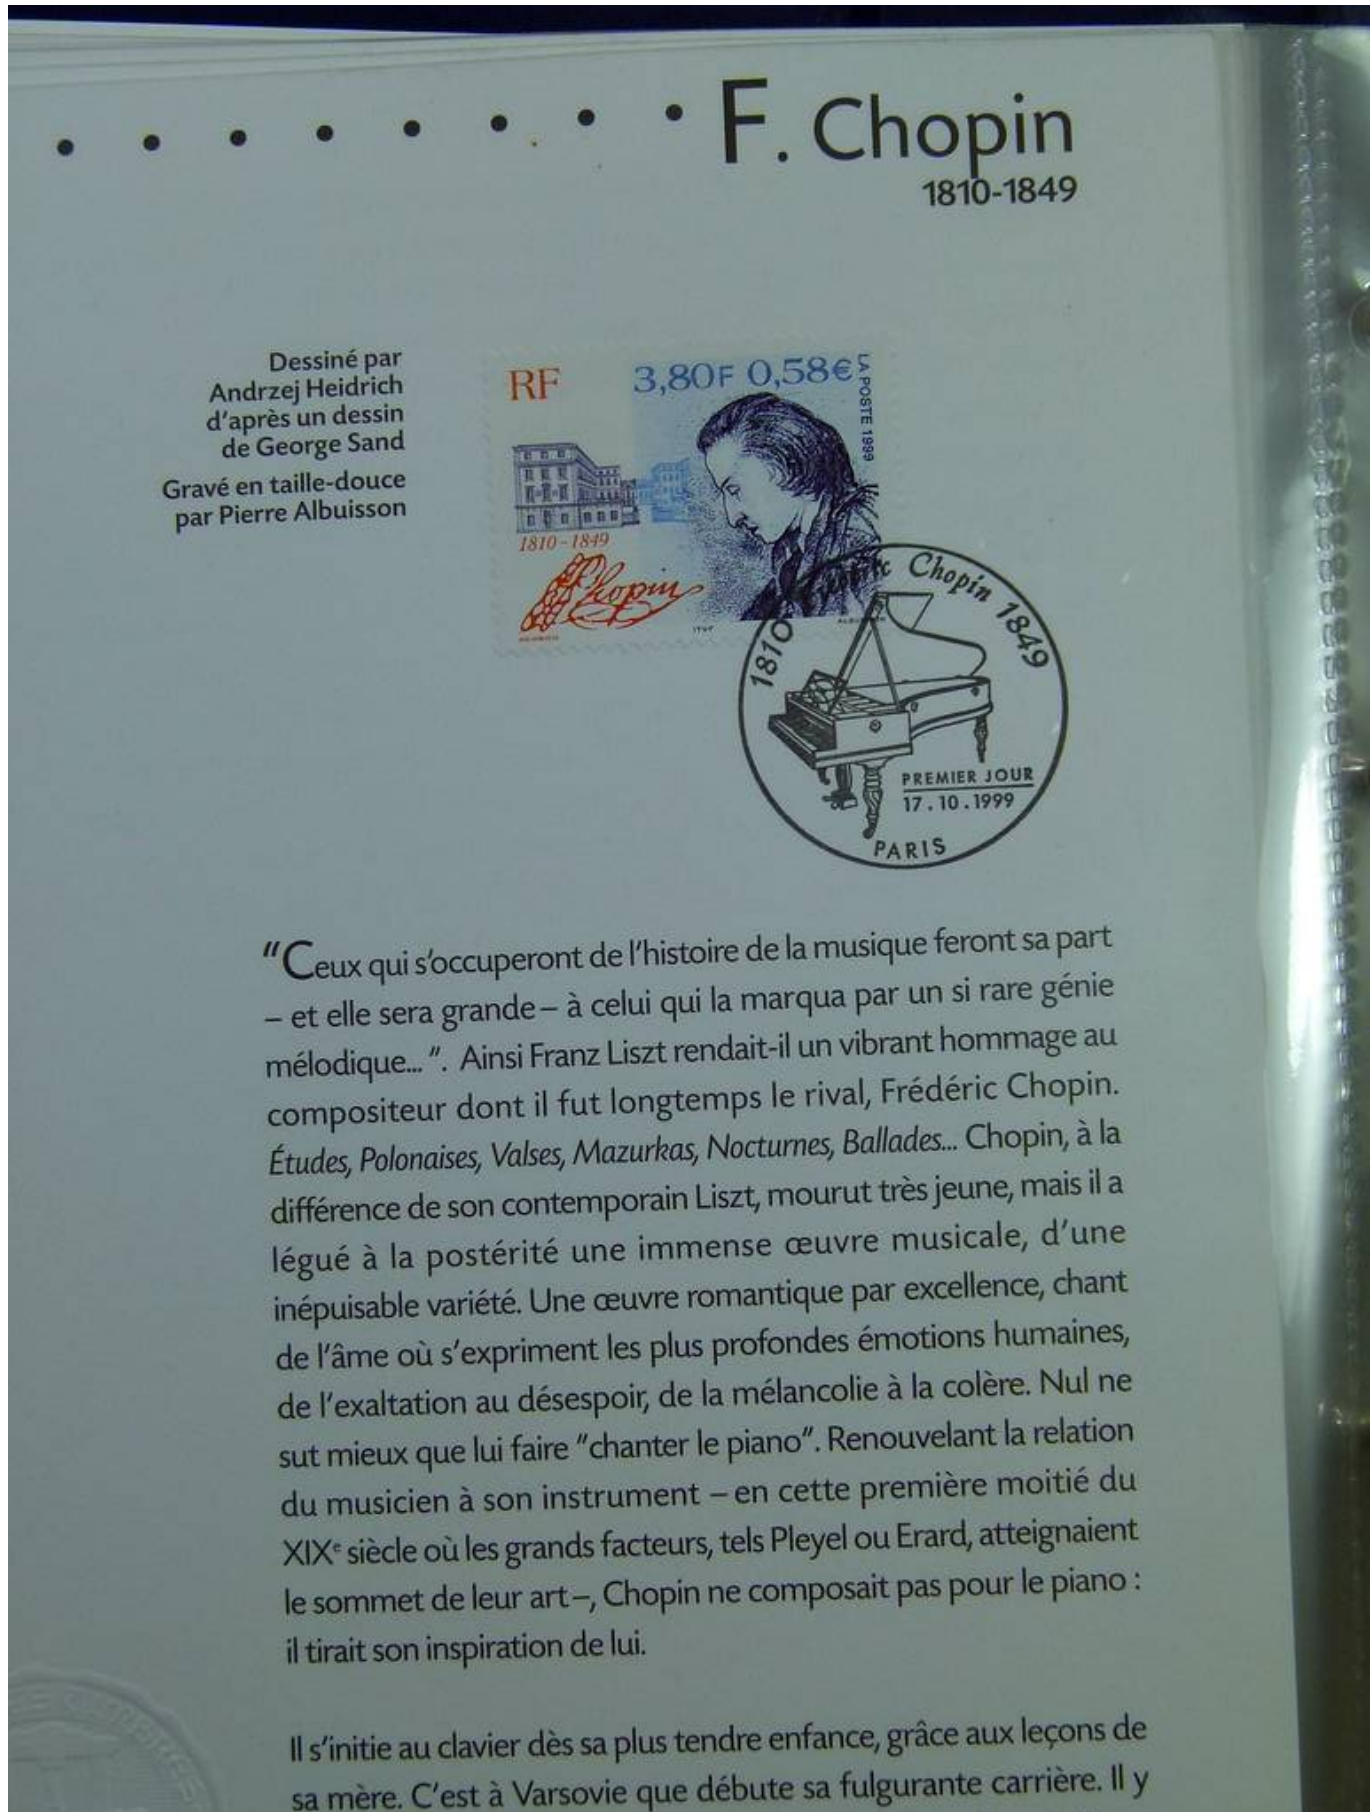 F. Chopin
1810-1849
Dessiné par
Andrzej Heidrich
d'après un dessin
de George Sand
Gravé en taille-douce
par Pierre Albuisson
RF
3,80F 0,58€
LA POSTE 1999
1810-1849
Chopin
Chopin
1810
1849
PREMIER JOUR
17.10.1999
PARIS
"Ceux qui s'occuperont de l'histoire de la musique feront sa part
– et elle sera grande – à celui qui la marqua par un si rare génie
mélodique... ". Ainsi Franz Liszt rendait-il un vibrant hommage au
compositeur dont il fut longtemps le rival, Frédéric Chopin.
Études, Polonaises, Valses, Mazurkas, Nocturnes, Ballades... Chopin, à la
différence de son contemporain Liszt, mourut très jeune, mais il a
légué à la postérité une immense œuvre musicale, d'une
inépuisable variété. Une œuvre romantique par excellence, chant
de l'âme où s'expriment les plus profondes émotions humaines,
de l'exaltation au désespoir, de la mélancolie à la colère. Nul ne
sut mieux que lui faire "chanter le piano". Renouvelant la relation
du musicien à son instrument – en cette première moitié du
XIXe siècle où les grands facteurs, tels Pleyel ou Erard, atteignaient
le sommet de leur art –, Chopin ne composait pas pour le piano :
il tirait son inspiration de lui.
Il s'initie au clavier dès sa plus tendre enfance, grâce aux leçons de
sa mère. C'est à Varsovie que débute sa fulgurante carrière. Il y